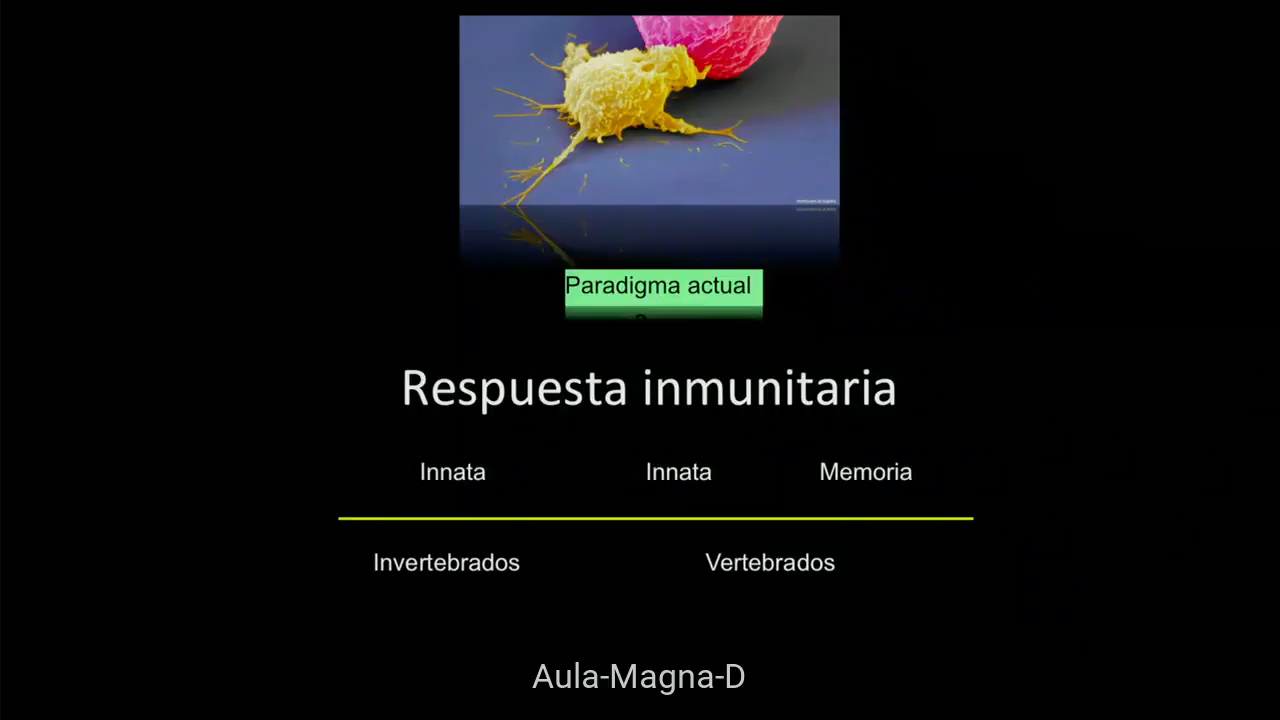 Paradigma actual
Respuesta inmunitaria
Innata Innata Memoria
Invertebrados Vertebrados
Aula-Magna-D